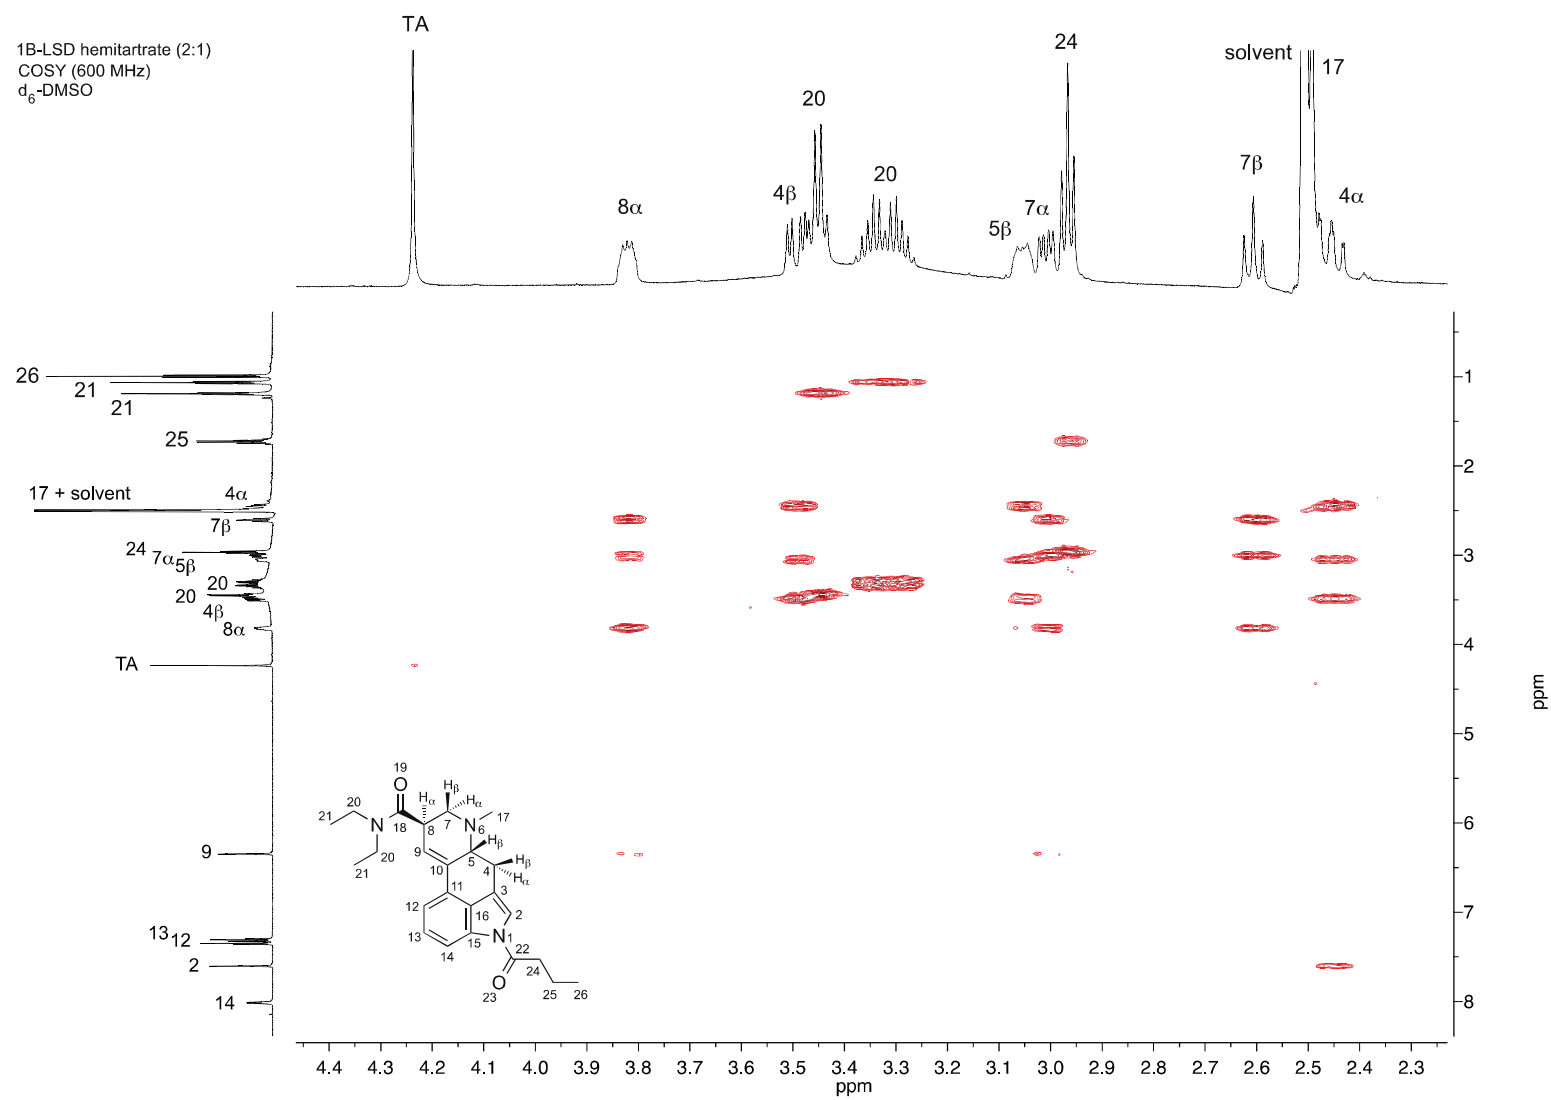 1B-LSD hemitartrate (2:1)
COSY (600 MHz)
d6-DMSO
TA
8α
4β
20
20
5β
7α
24
7β
solvent
17
4α
26
21
21
25
17 + solvent
4α
7β
24
7α
5β
20
20
4β
8α
TA
9
13
12
2
14
1
2
3
4
5
6
7
8
ppm
4.4 4.3 4.2 4.1 4.0 3.9 3.8 3.7 3.6 3.5 3.4 3.3 3.2 3.1 3.0 2.9 2.8 2.7 2.6 2.5 2.4 2.3
ppm
19
O
Hα
Hβ
Hα
20
21
N
18
8
7
N
6
17
20
21
9
5
Hβ
10
4
Hβ
Hα
11
3
12
16
2
13
15
N
1
14
22
24
O
23
25
26